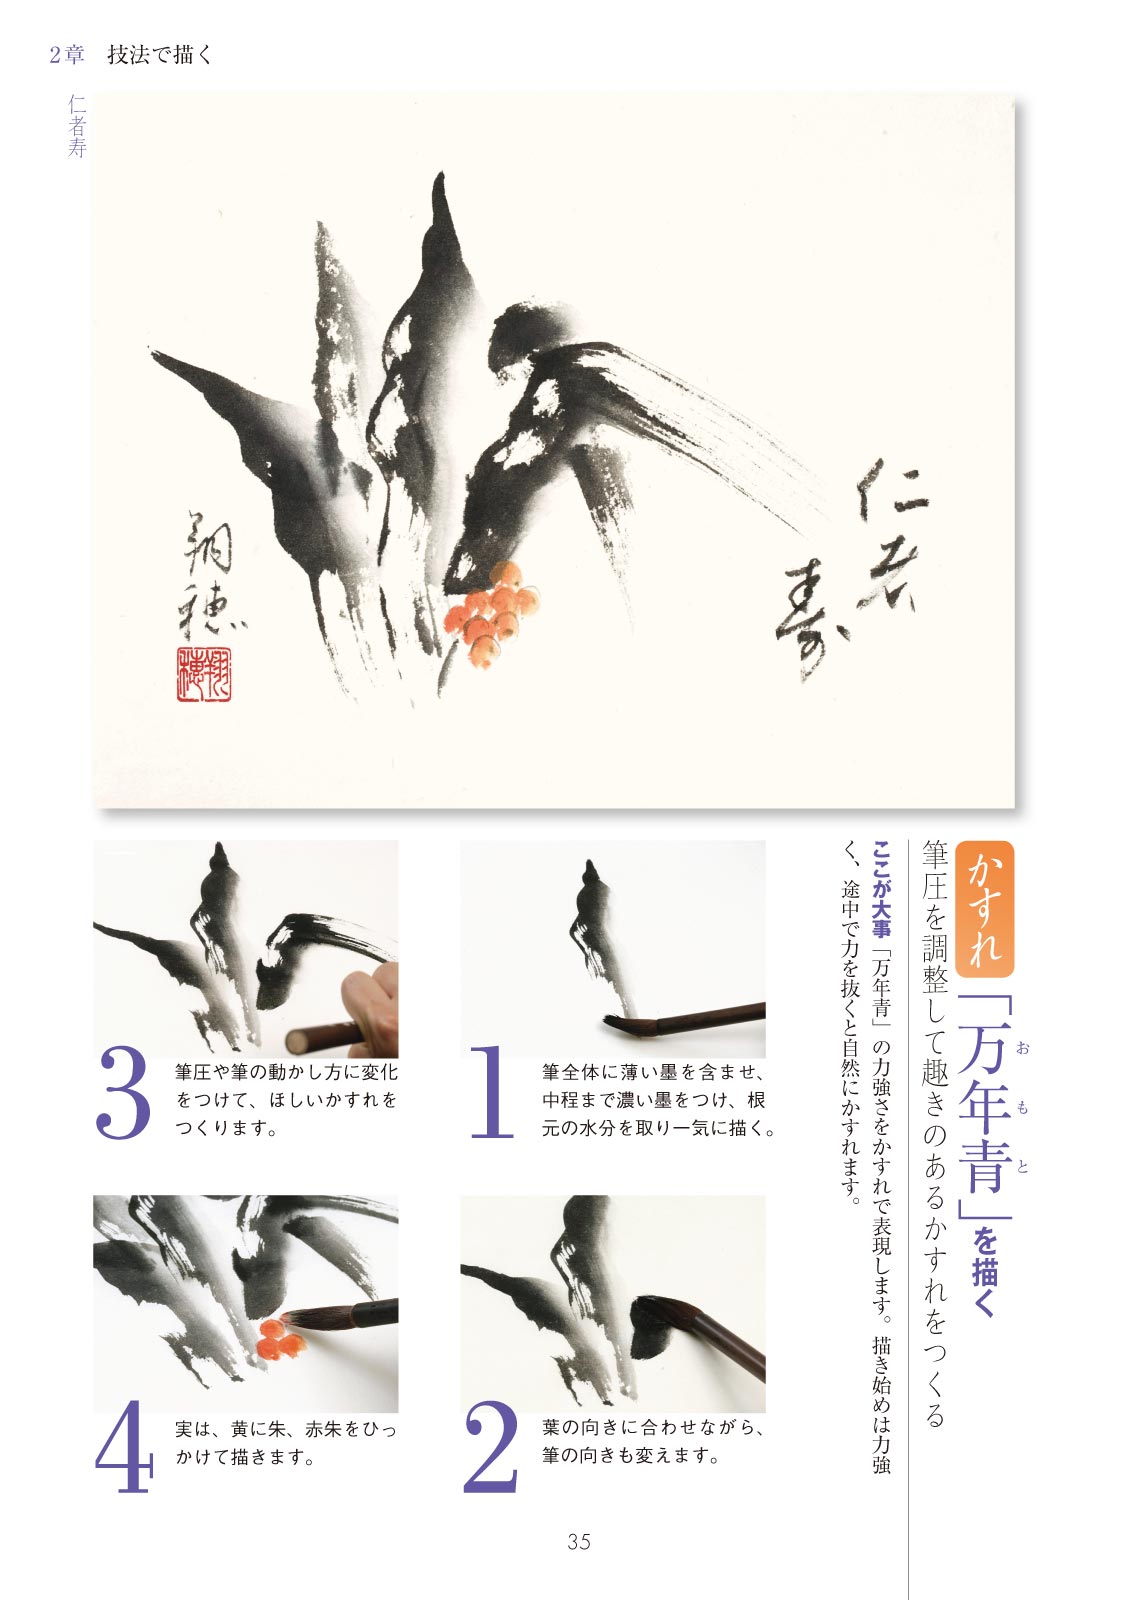 2章　技法で描く
仁者寿
仁者
寿
翔穂
翔穂
かすれ「万年青」を描く
おもと
筆圧を調整して趣きのあるかすれをつくる
ここが大事「万年青」の力強さをかすれで表現します。描き始めは力強
く、途中で力を抜くと自然にかすれます。
1
筆全体に薄い墨を含ませ、
中程まで濃い墨をつけ、根
元の水分を取り一気に描く。
2
葉の向きに合わせながら、
筆の向きも変えます。
3
筆圧や筆の動かし方に変化
をつけて、ほしいかすれを
つくります。
4
実は、黄に朱、赤朱をひっ
かけて描きます。
35